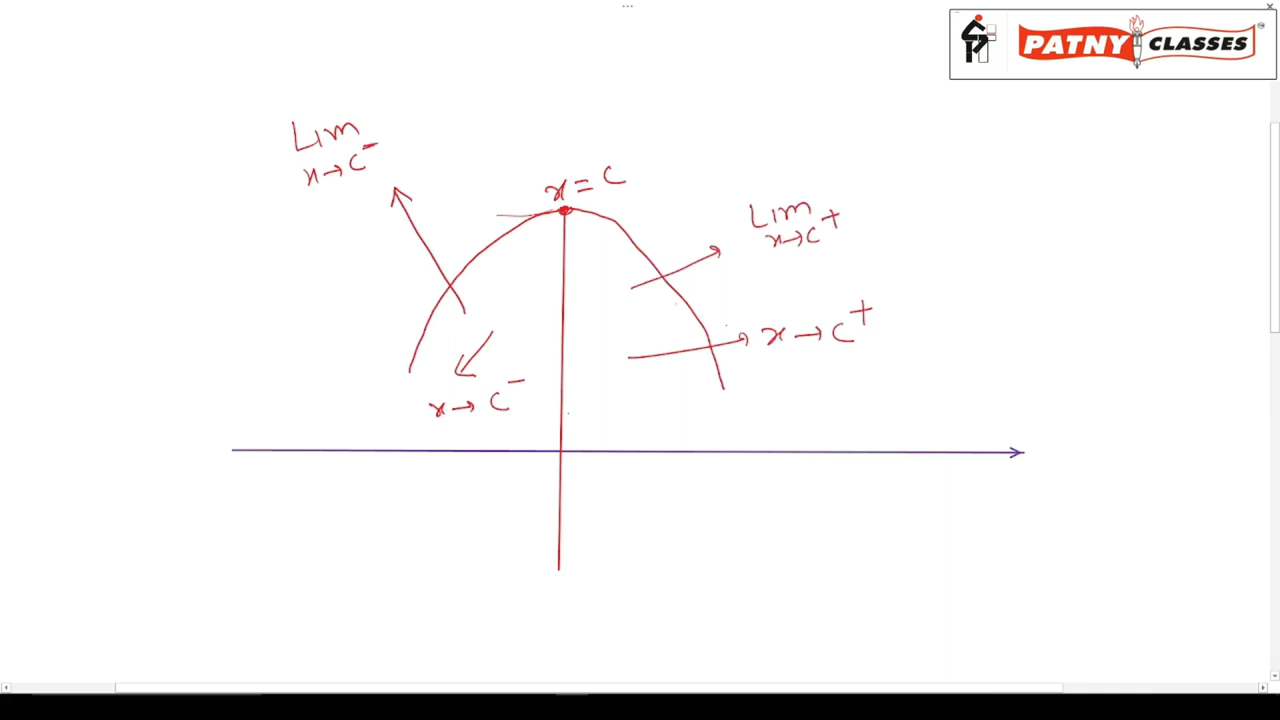 PATNY CLASSES
Lim
x→c⁻
x = c
Lim
x→c⁺
x→c⁺
x→c⁻